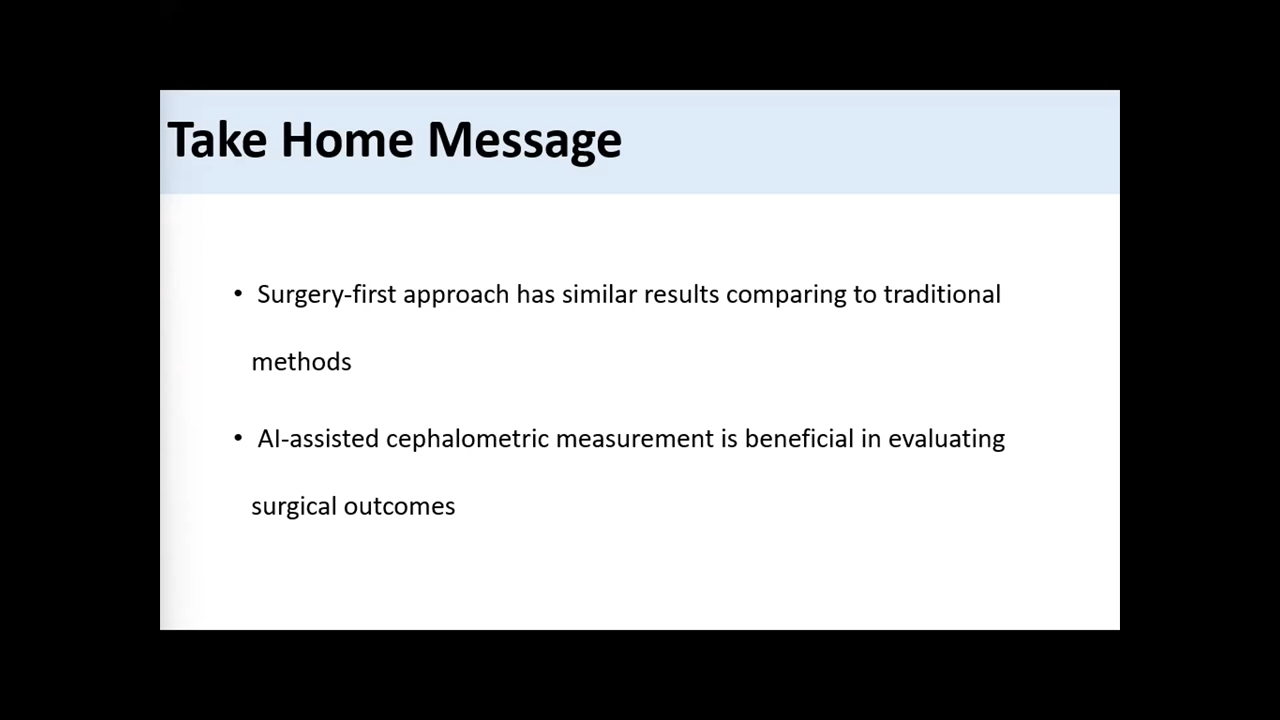 Take Home Message
• Surgery-first approach has similar results comparing to traditional
methods
• AI-assisted cephalometric measurement is beneficial in evaluating
surgical outcomes